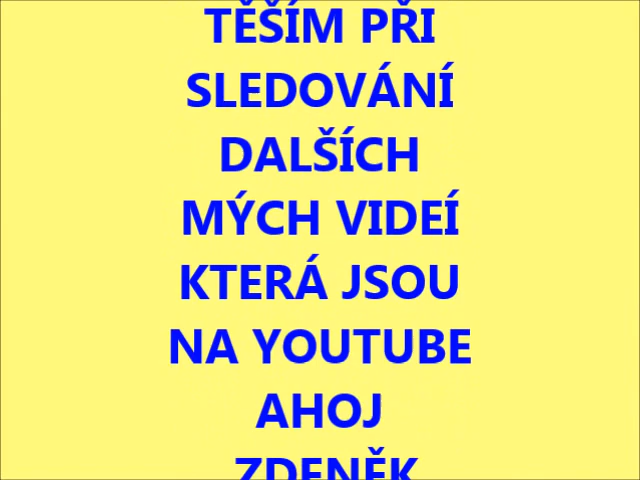 TĚŠÍM PŘI
SLEDOVÁNÍ
DALŠÍCH
MÝCH VIDEÍ
KTERÁ JSOU
NA YOUTUBE
AHOJ
ZDENĚK